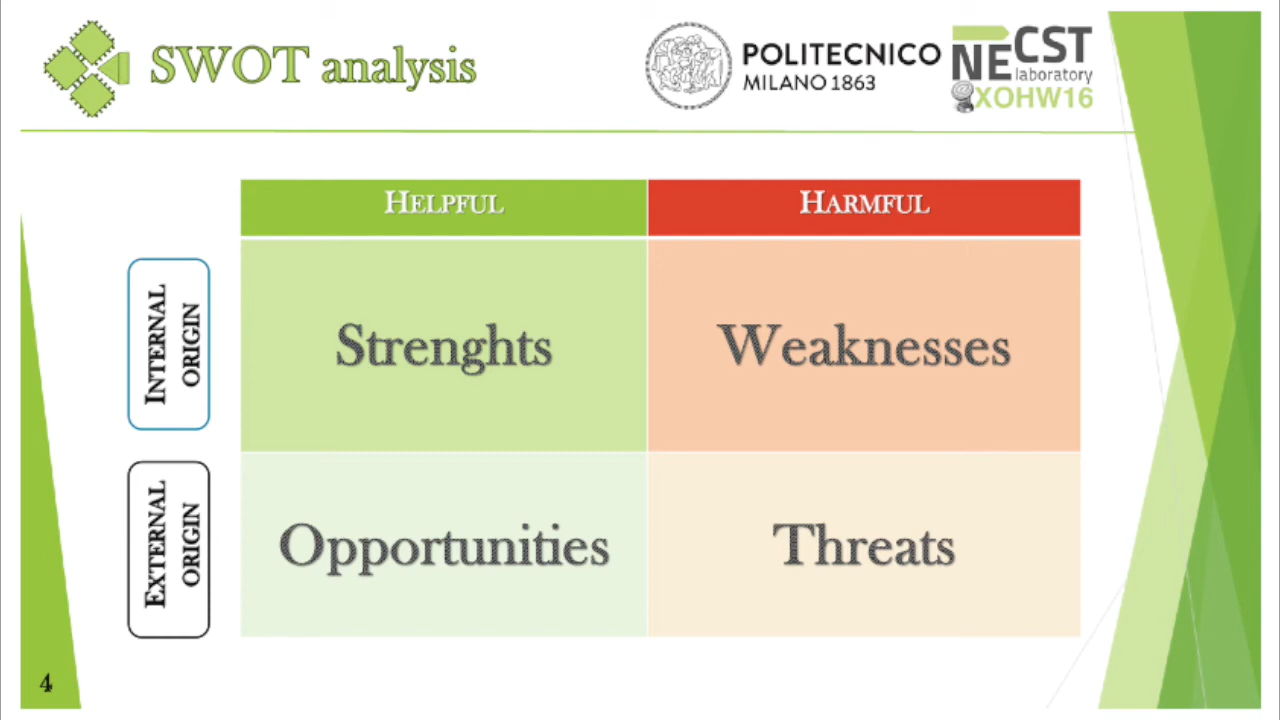 SWOT analysis
POLITECNICO
MILANO 1863
NECST
laboratory
XOHW16
HELPFUL
HARMFUL
INTERNAL
ORIGIN
Strenghts
Weaknesses
EXTERNAL
ORIGIN
Opportunities
Threats
4